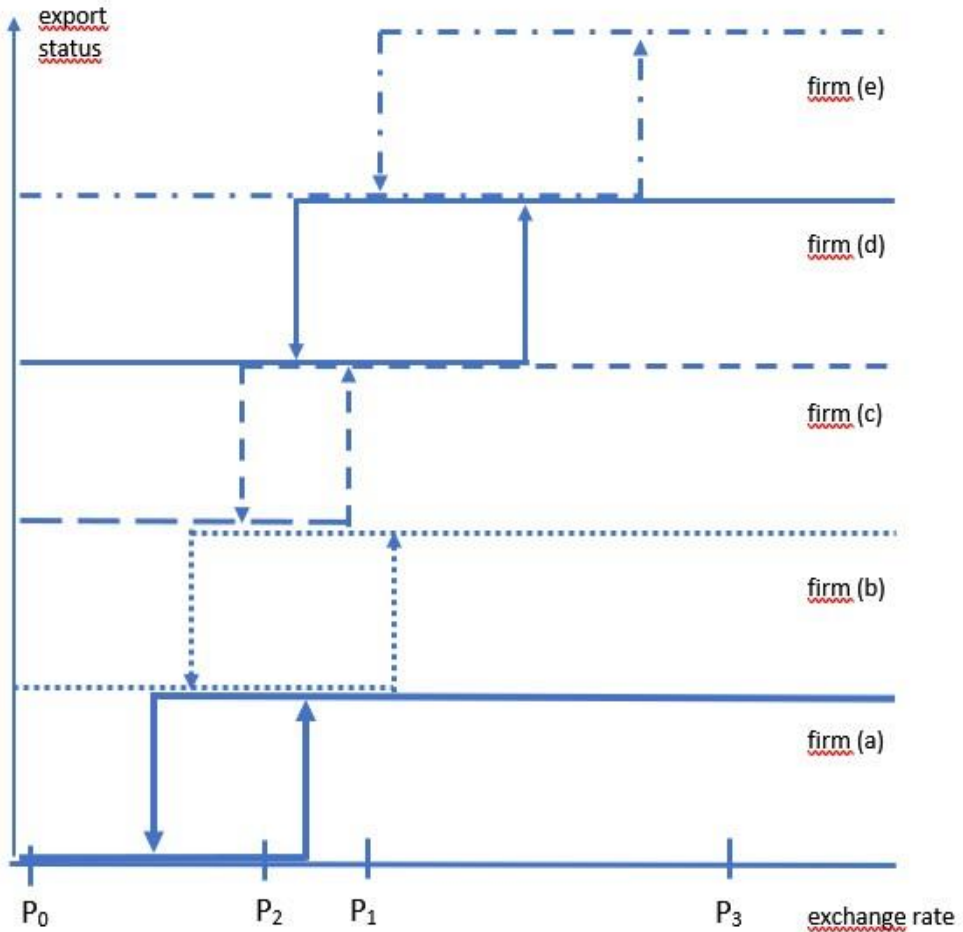 export
status
firm (e)
firm (d)
firm (c)
firm (b)
firm (a)
P₀
P₂
P₁
P₃
exchange rate